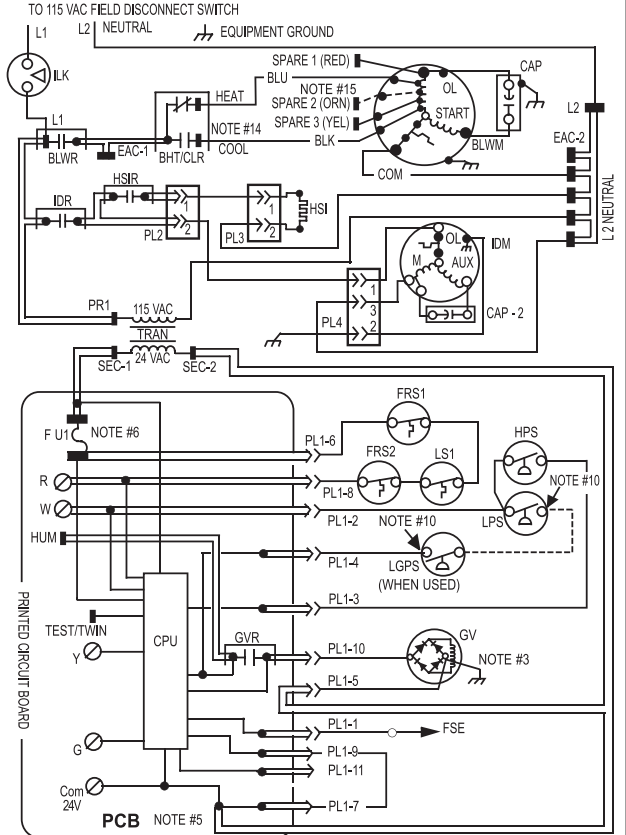 TO 115 VAC FIELD DISCONNECT SWITCH
L1
L2 NEUTRAL
EQUIPMENT GROUND
ILK
SPARE 1 (RED)
BLU
HEAT
NOTE #15
SPARE 2 (ORN)
SPARE 3 (YEL)
NOTE #14
COOL
BLK
OL
START
CAP
BLWM
COM
L1
BLWR
EAC-1
BHT/CLR
L2
EAC-2
L 2 NEUTRAL
IDR
HSIR
1
2
PL2
1
2
PL3
HSI
OL
IDM
M
AUX
CAP - 2
PL4
1
3
2
PR1
115 VAC
TRAN
24 VAC
SEC-1
SEC-2
F U1
NOTE #6
PL1-6
FRS1
R
PL1-8
FRS2
LS1
HPS
NOTE #10
W
PL1-2
NOTE #10
LPS
HUM
PL1-4
LGPS
(WHEN USED)
PL1-3
PRINTED CIRCUIT BOARD
TEST/TWIN
CPU
GVR
Y
PL1-10
GV
NOTE #3
PL1-5
PL1-1
FSE
G
PL1-9
PL1-11
Com
24V
PL1-7
PCB NOTE #5